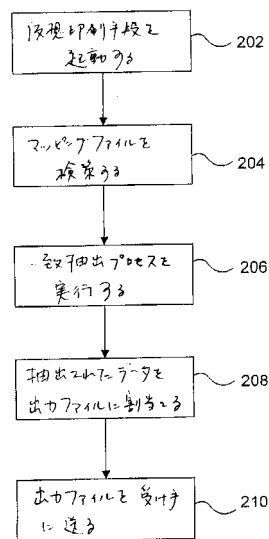 仮想印刷手段を
起動する
202
マッピングファイルを
検索する
204
一致抽出プロセスを
実行する
206
抽出されたデータを
出力ファイルに割当てる
208
出力ファイルを受け手
に送る
210